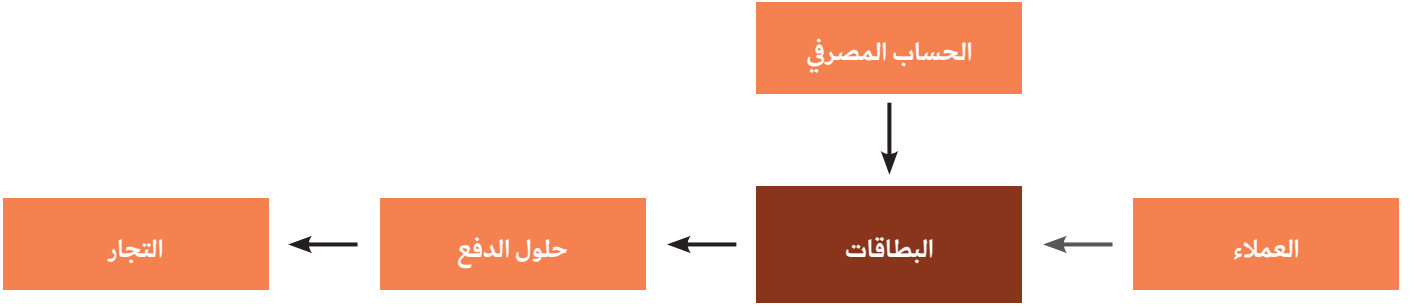 الحساب المصرفي
العملاء
البطاقات
حلول الدفع
التجار